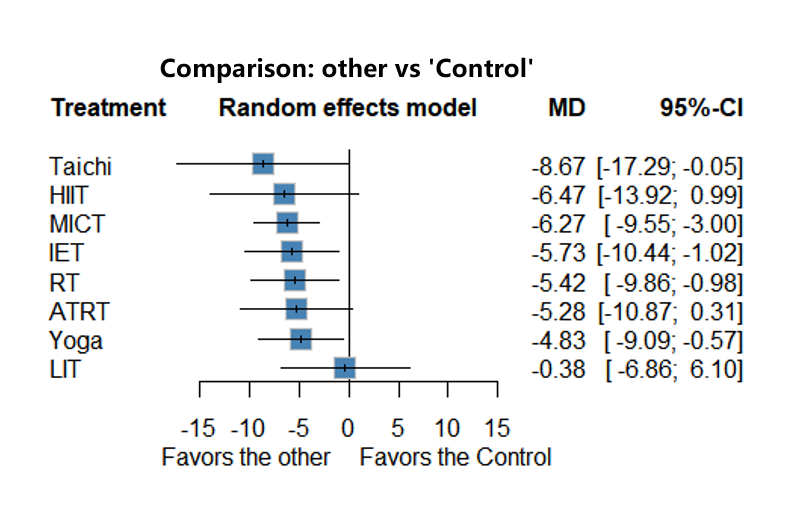 Comparison: other vs 'Control'
Treatment Random effects model MD 95%-CI
Taichi -8.67 [-17.29; -0.05]
HIIT -6.47 [-13.92; 0.99]
MICT -6.27 [ -9.55; -3.00]
IET -5.73 [-10.44; -1.02]
RT -5.42 [ -9.86; -0.98]
ATRT -5.28 [-10.87; 0.31]
Yoga -4.83 [ -9.09; -0.57]
LIT -0.38 [ -6.86; 6.10]
-15 -10 -5 0 5 10 15
Favors the other Favors the Control